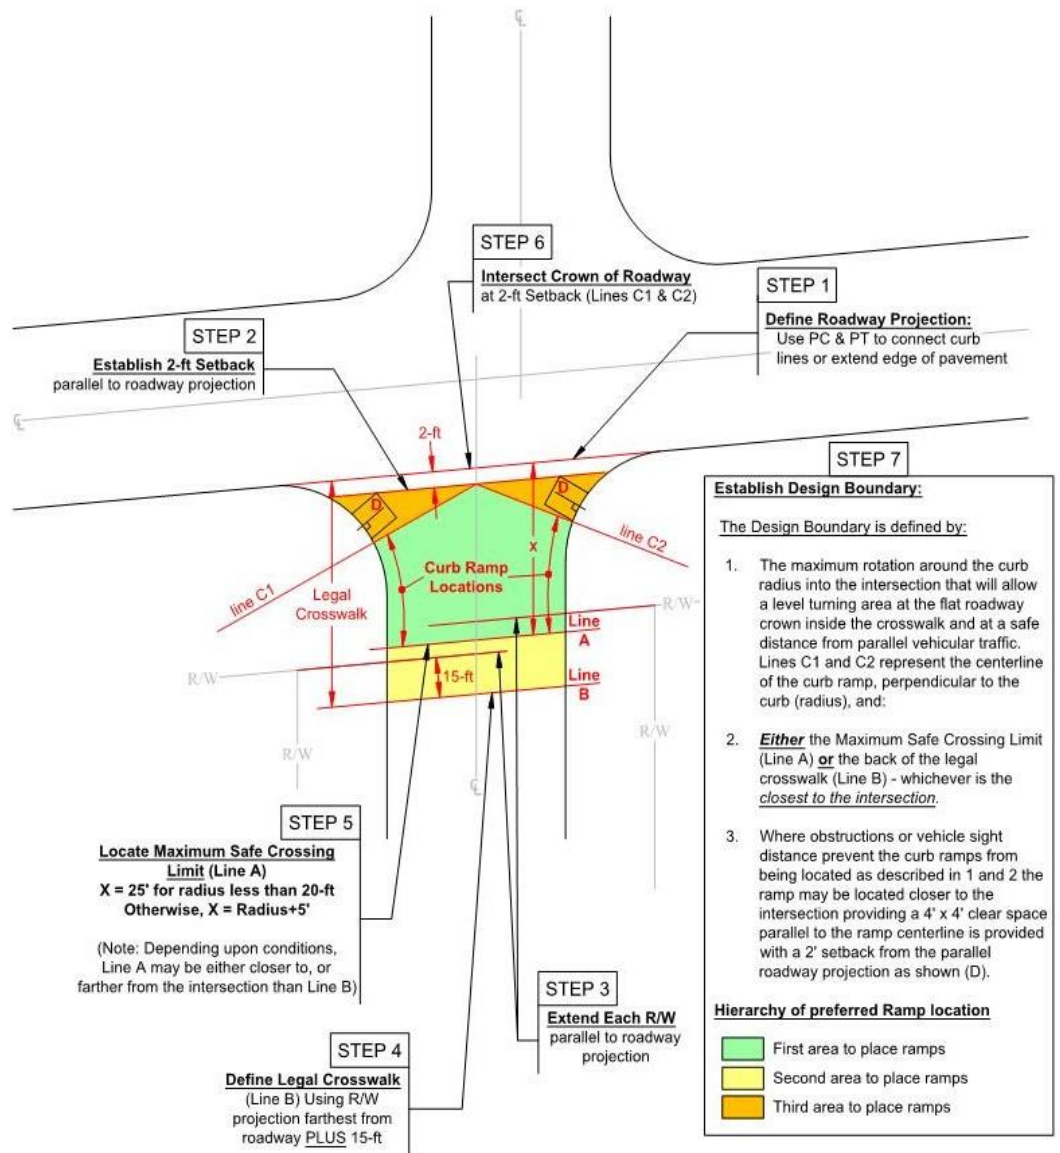 ℄
STEP 6
Intersect Crown of Roadway
at 2-ft Setback (Lines C1 & C2)
STEP 1
Define Roadway Projection:
Use PC & PT to connect curb
lines or extend edge of pavement
STEP 2
Establish 2-ft Setback
parallel to roadway projection
℄
2-ft
D
D
line C1
line C2
X
Curb Ramp
Locations
Legal
Crosswalk
R/W
Line
A
R/W
15-ft
Line
B
R/W
R/W
℄
STEP 7
Establish Design Boundary:
The Design Boundary is defined by:
1. The maximum rotation around the curb
radius into the intersection that will allow
a level turning area at the flat roadway
crown inside the crosswalk and at a safe
distance from parallel vehicular traffic.
Lines C1 and C2 represent the centerline
of the curb ramp, perpendicular to the
curb (radius), and:
2. Either the Maximum Safe Crossing Limit
(Line A) or the back of the legal
crosswalk (Line B) - whichever is the
closest to the intersection.
3. Where obstructions or vehicle sight
distance prevent the curb ramps from
being located as described in 1 and 2 the
ramp may be located closer to the
intersection providing a 4' x 4' clear space
parallel to the ramp centerline is provided
with a 2' setback from the parallel
roadway projection as shown (D).
Hierarchy of preferred Ramp location
First area to place ramps
Second area to place ramps
Third area to place ramps
STEP 5
Locate Maximum Safe Crossing
Limit (Line A)
X = 25' for radius less than 20-ft
Otherwise, X = Radius+5'
(Note: Depending upon conditions,
Line A may be either closer to, or
farther from the intersection than Line B)
STEP 3
Extend Each R/W
parallel to roadway
projection
STEP 4
Define Legal Crosswalk
(Line B) Using R/W
projection farthest from
roadway PLUS 15-ft